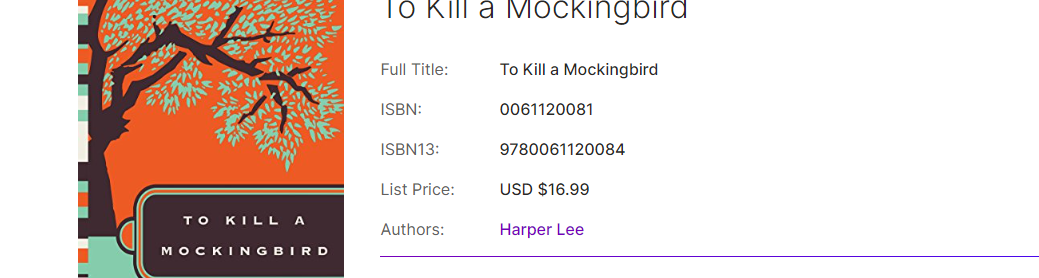 To Kill a Mockingbird
Full Title: To Kill a Mockingbird
ISBN: 0061120081
ISBN13: 9780061120084
List Price: USD $16.99
Authors: Harper Lee
TO KILL A
MOCKINGBIRD